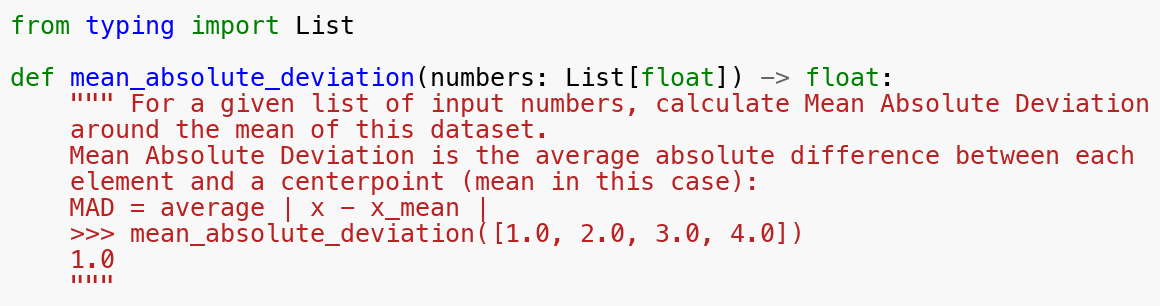 from typing import List
def mean_absolute_deviation(numbers: List[float]) -> float:
""" For a given list of input numbers, calculate Mean Absolute Deviation
around the mean of this dataset.
Mean Absolute Deviation is the average absolute difference between each
element and a centerpoint (mean in this case):
MAD = average | x - x_mean |
>>> mean_absolute_deviation([1.0, 2.0, 3.0, 4.0])
1.0
"""